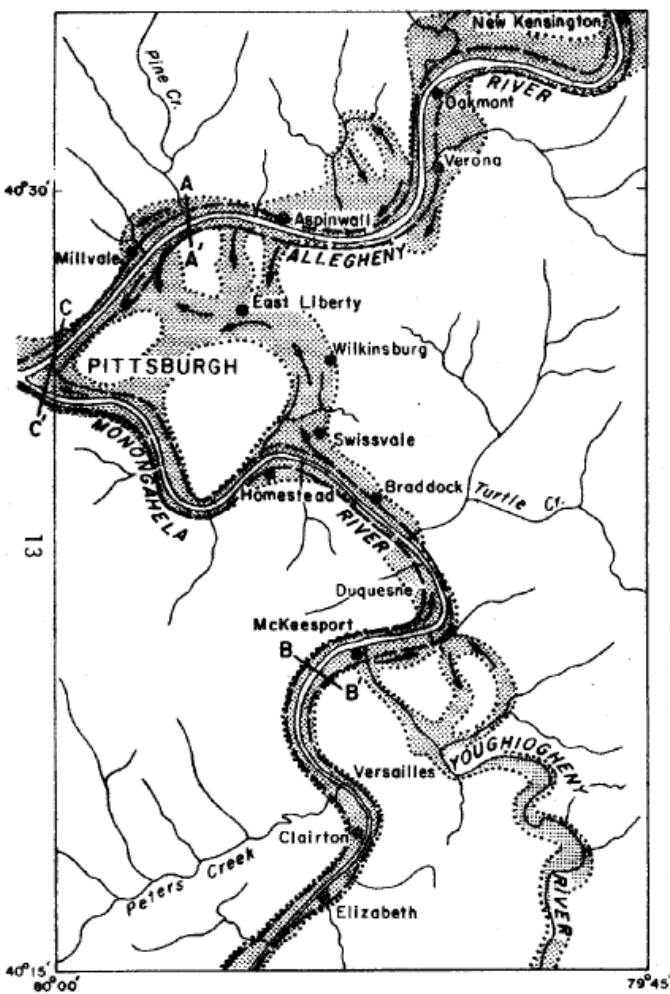 New Kensington
Pine Cr.
RIVER
Oakmont
Verona
40°30'
A
Aspinwall
A'
ALLEGHENY
Millvale
C
East Liberty
Wilkinsburg
PITTSBURGH
C'
MONONGAHELA
Swissvale
Homestead
Braddock
Turtle Cr.
RIVER
13
Duquesne
McKeesport
B
B'
YOUGHIOGHENY
Versailles
Clairton
Peters Creek
Elizabeth
RIVER
40°15'
80°00'
79°45'